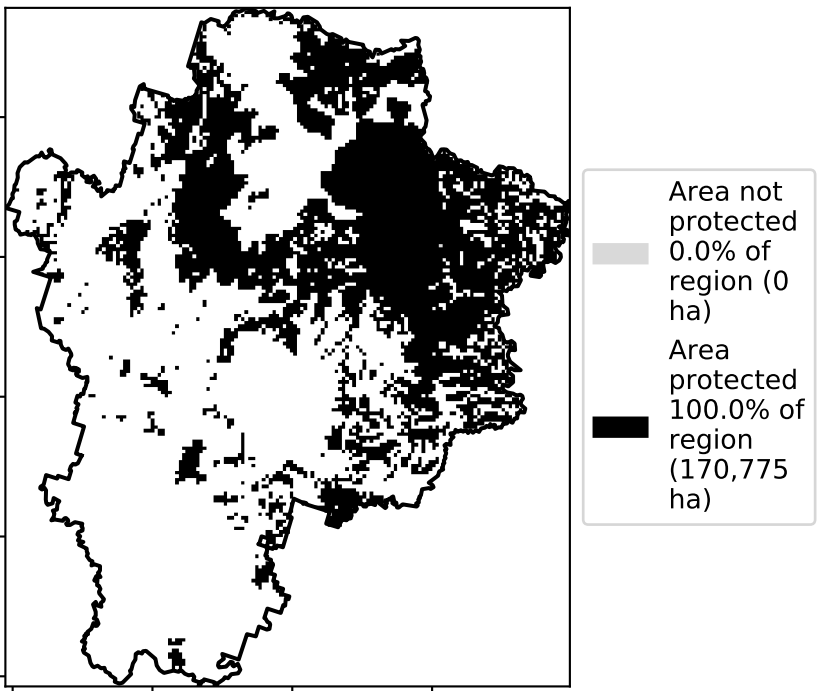 Area not
protected
0.0% of
region (0
ha)
Area
protected
100.0% of
region
(170,775
ha)